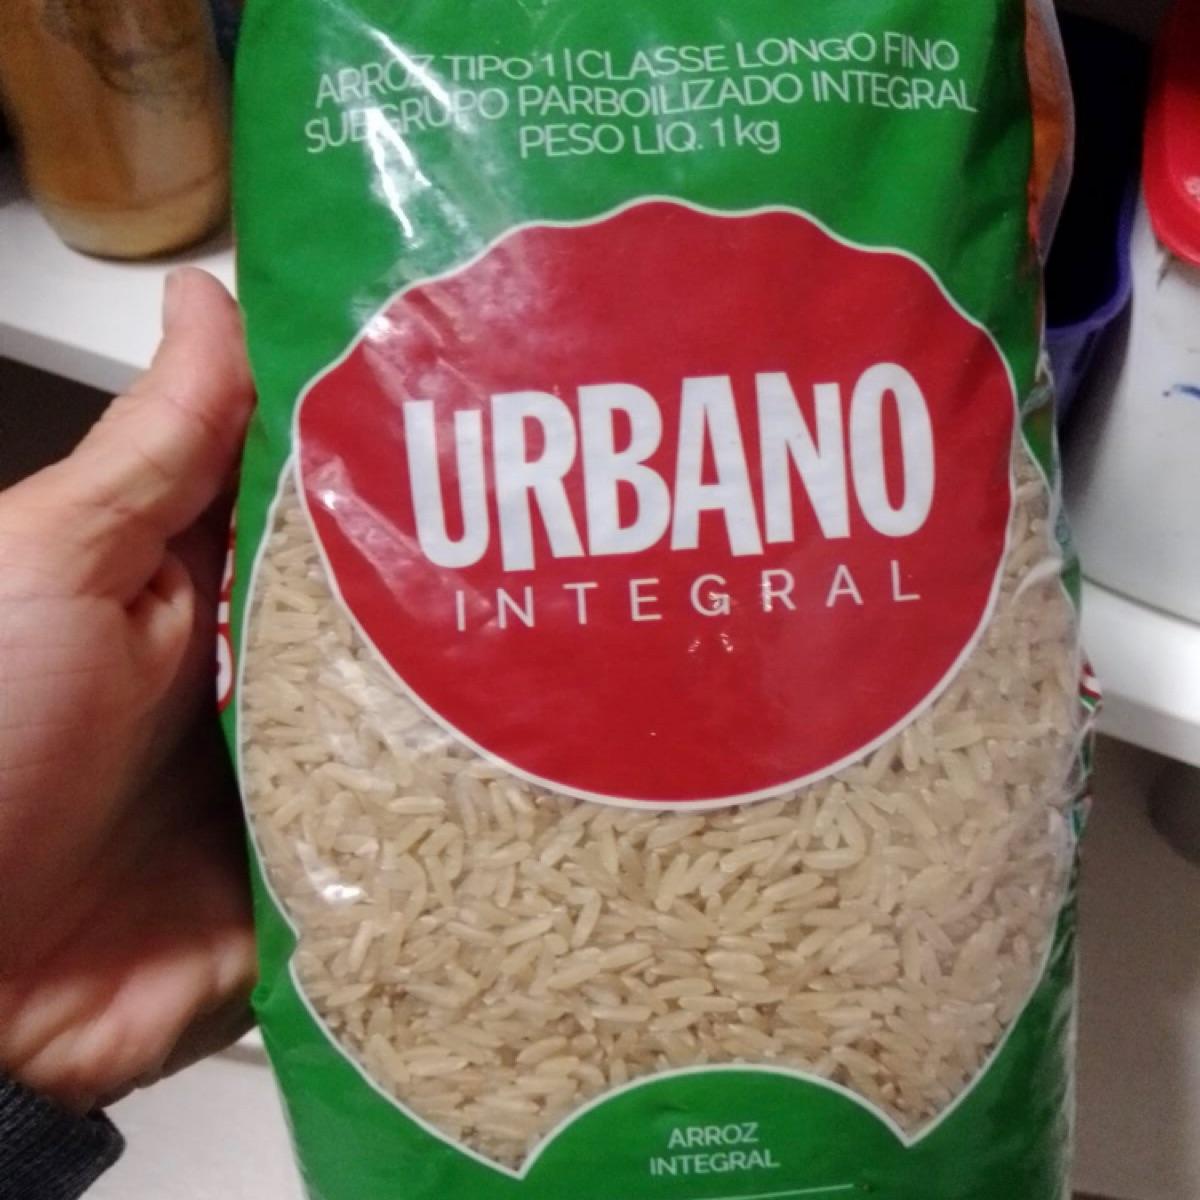 ARROZ TIPO 1 | CLASSE LONGO FINO
SUBGRUPO PARBOILIZADO INTEGRAL
PESO LIQ. 1 kg
URBANO
INTEGRAL
ARROZ
INTEGRAL